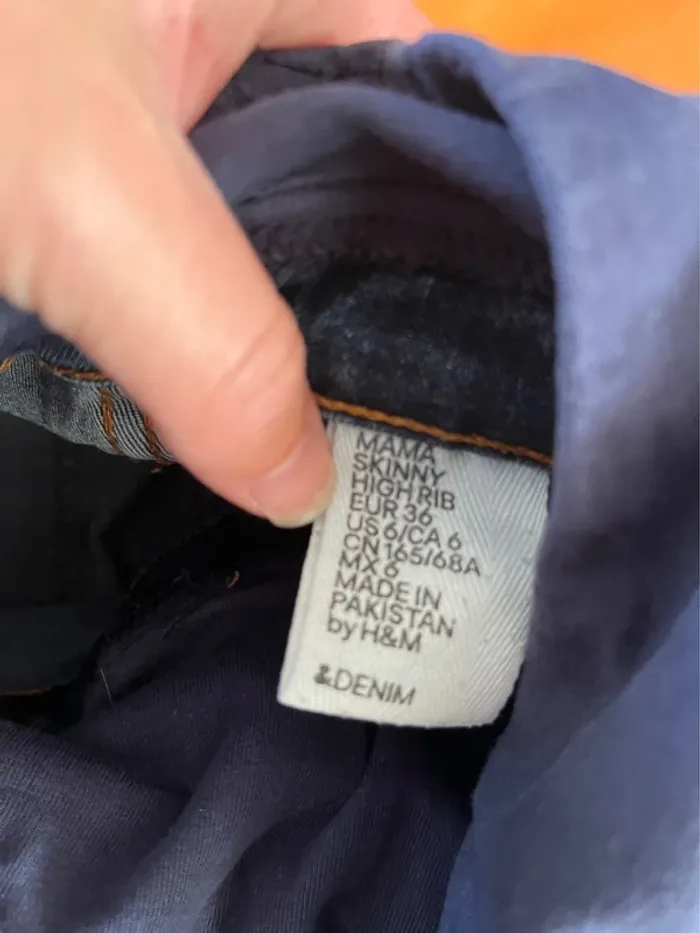 MAMA
SKINNY
HIGH RIB
EUR 36
US 6/CA 6
CN 165/68A
MX 6
MADE IN
PAKISTAN
by H&M
&DENIM